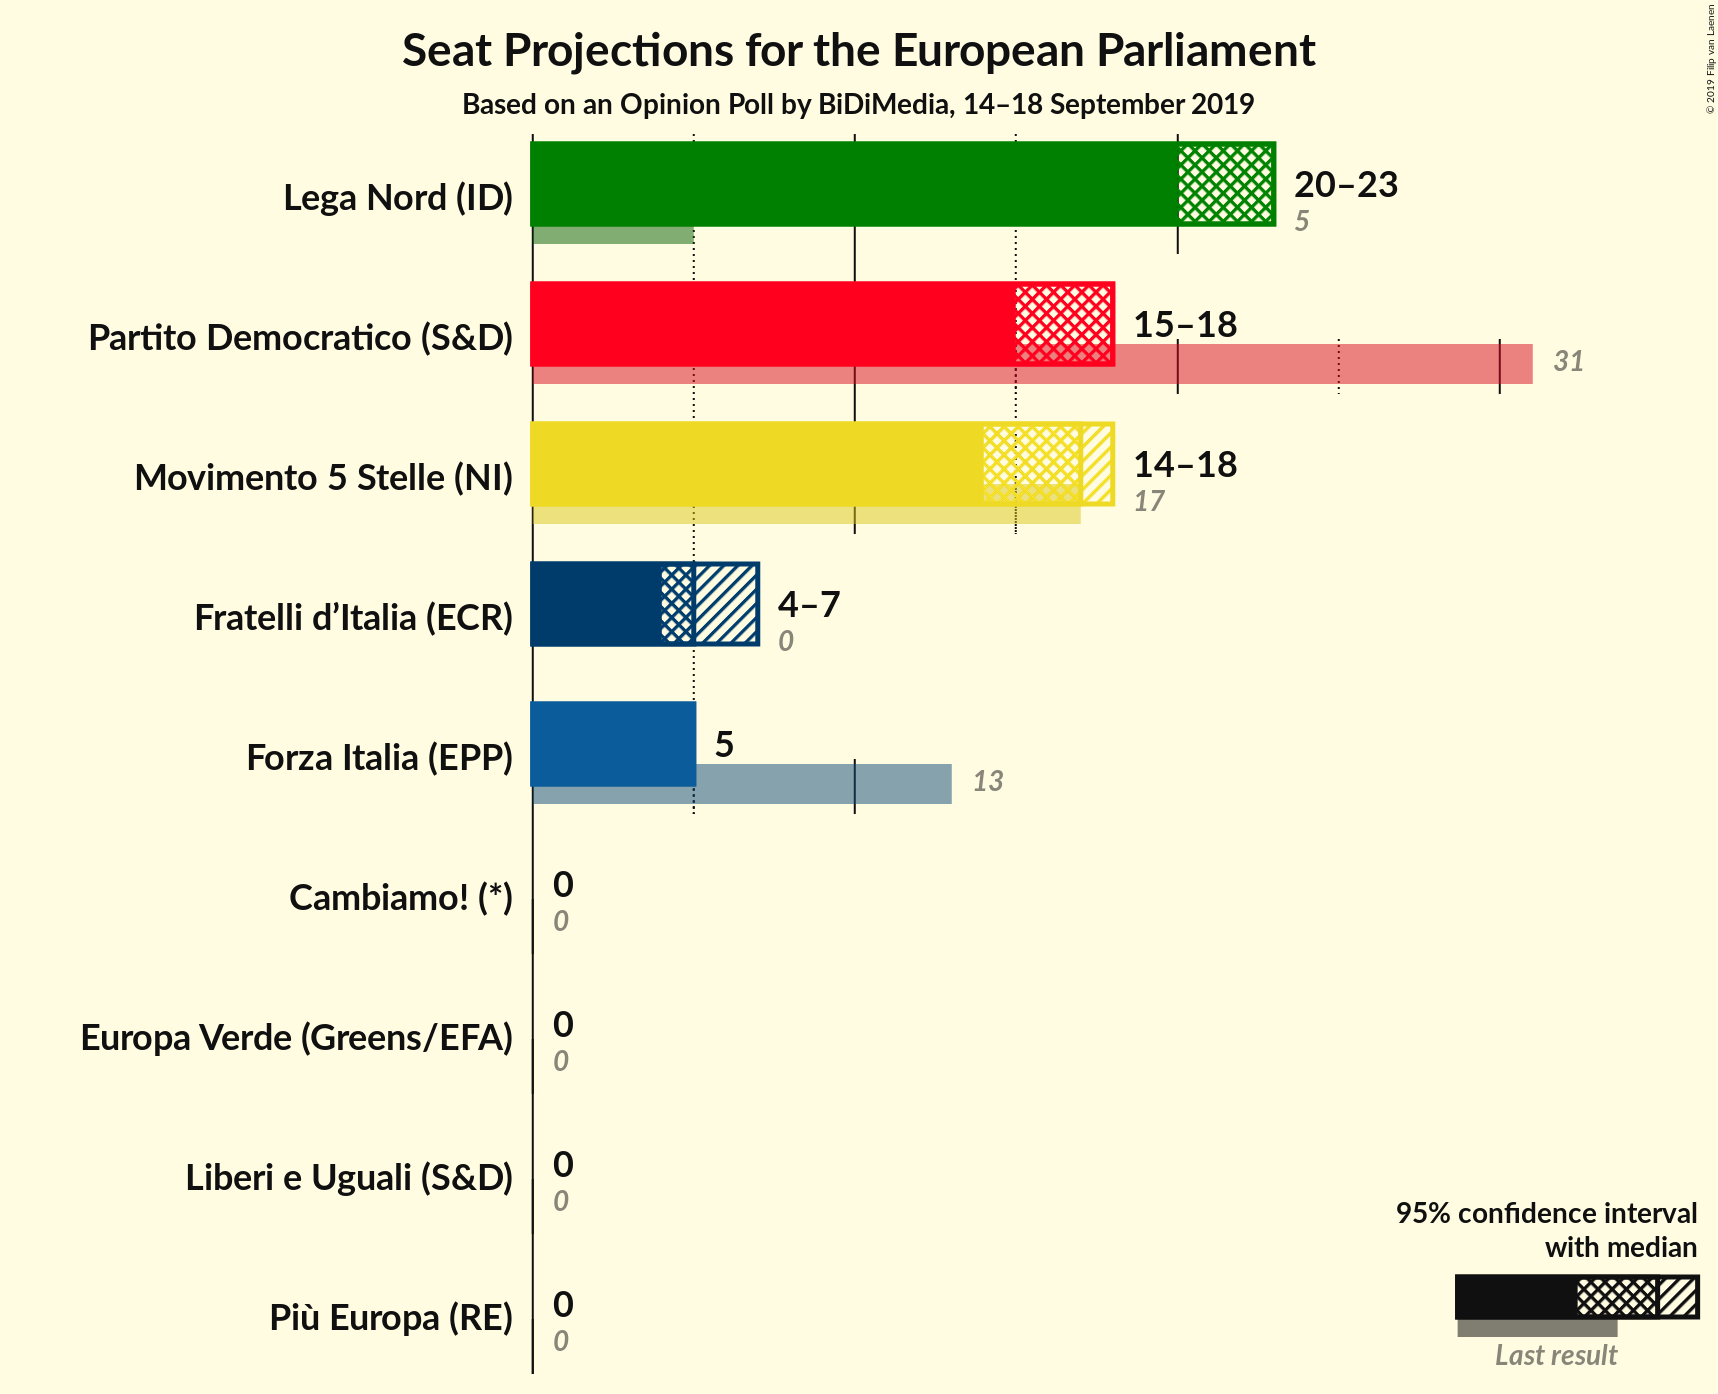 Seat Projections for the European Parliament
Based on an Opinion Poll by BiDiMedia, 14–18 September 2019
© 2019 Filip van Laenen
Lega Nord (ID)
20–23
5
Partito Democratico (S&D)
15–18
31
Movimento 5 Stelle (NI)
14–18
17
Fratelli d’Italia (ECR)
4–7
0
Forza Italia (EPP)
5
13
Cambiamo! (*)
0
0
Europa Verde (Greens/EFA)
0
0
Liberi e Uguali (S&D)
0
0
Più Europa (RE)
0
0
95% confidence interval
with median
Last result